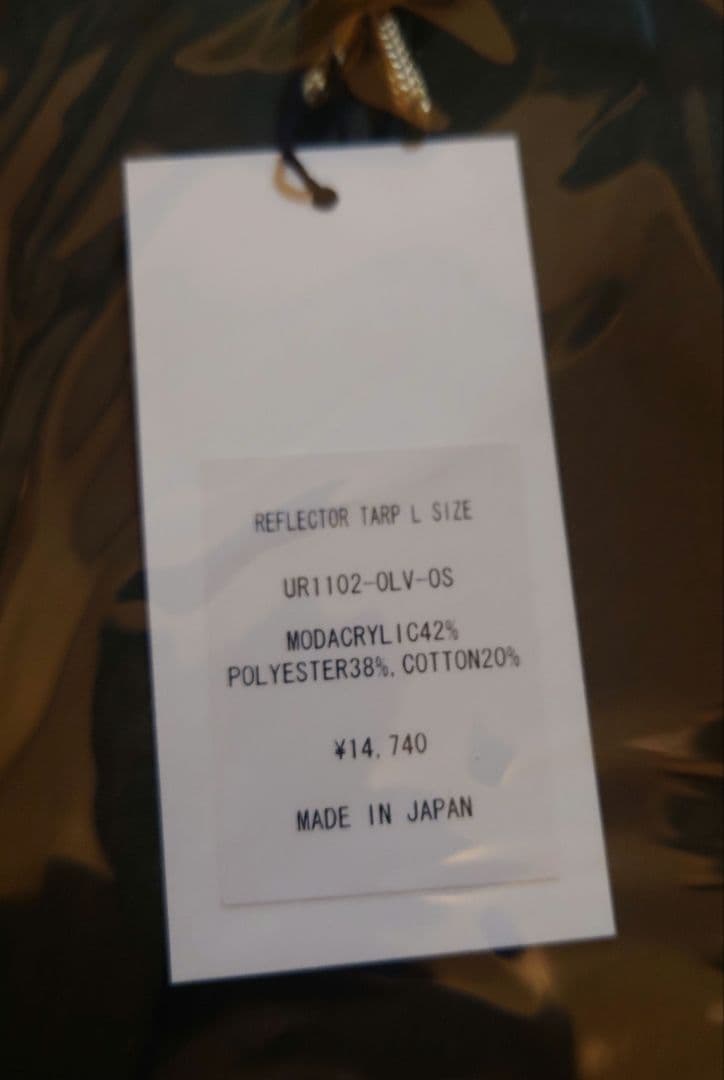 REFLECTOR TARP L SIZE
UR1102-OLV-OS
MODACRYLIC42%
POLYESTER38%, COTTON20%
¥14,740
MADE IN JAPAN